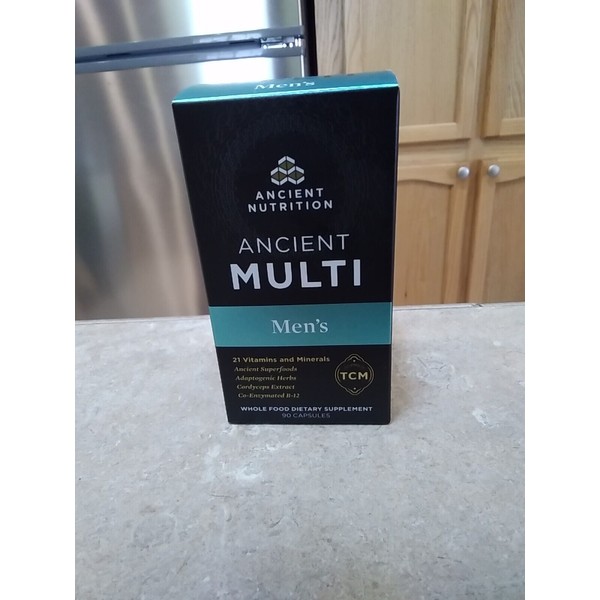 Men's
ANCIENT
NUTRITION
ANCIENT
MULTI
Men's
21 Vitamins and Minerals
Ancient Superfoods
Adaptogenic Herbs
Cordyceps Extract
Co-Enzymated B-12
TCM
WHOLE FOOD DIETARY SUPPLEMENT
90 CAPSULES